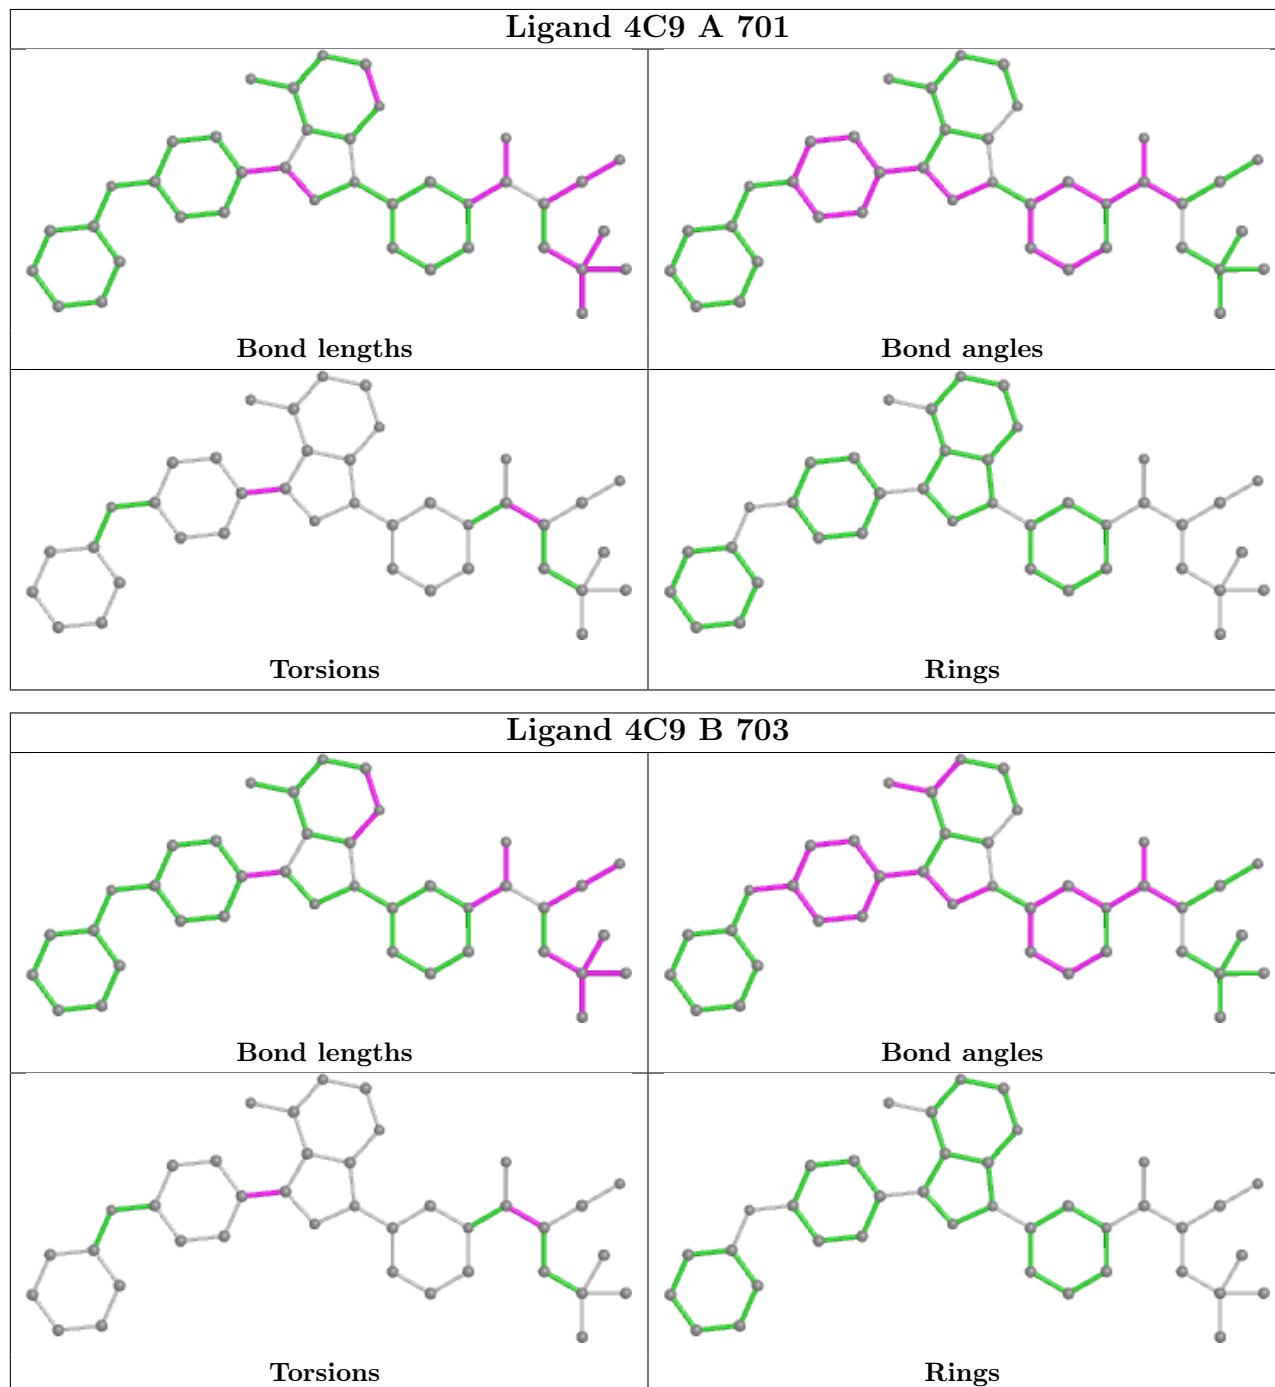 Ligand 4C9 A 701
Bond lengths
Bond angles
Torsions
Rings
Ligand 4C9 B 703
Bond lengths
Bond angles
Torsions
Rings